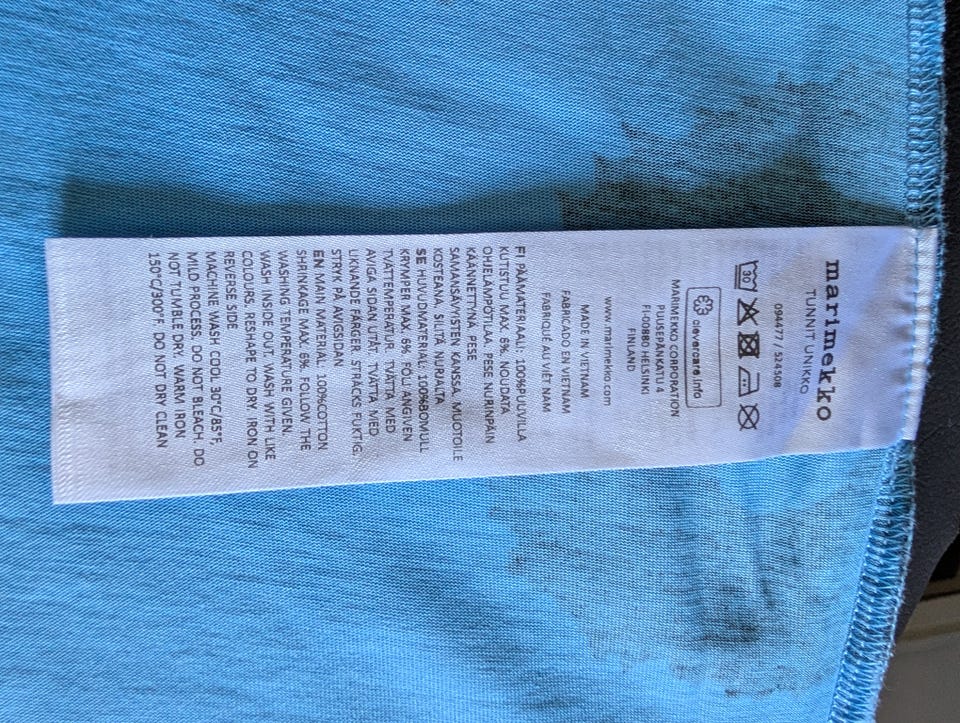 marimekko
TUNNIT UNIKKO
094477 / 524508
30
clevercare.info
MARIMEKKO CORPORATION
PUUSEPÄNKATU 4
FI-00880 HELSINKI
FINLAND
www.marimekko.com
MADE IN VIETNAM
FABRICADO EN VIETNAM
FABRIQUÉ AU VIÊT NAM
FI PÄÄMATERIAALI: 100%PUUVILLA
KUTISTUU MAX. 6%. NOUDATA
OHJELÄMPÖTILAA. PESE NURINPÄIN
KÄÄNNETTYNÄ. PESE
SAMANSÄVYISTEN KANSSA. MUOTOILE
KOSTEANA. SILITÄ NURJALTA
SE HUVUDMATERIAL: 100%BOMULL
KRYMPER MAX. 6%. FÖLJ ANGIVEN
TVÄTTEMPERATUR. TVÄTTA MED
AVIGA SIDAN UTÅT. TVÄTTA MED
LIKNANDE FÄRGER. STRÄCKS FUKTIG.
STRYK PÅ AVIGSIDAN
EN MAIN MATERIAL: 100%COTTON
SHRINKAGE MAX. 6%. FOLLOW THE
WASHING TEMPERATURE GIVEN.
WASH INSIDE OUT. WASH WITH LIKE
COLOURS. RESHAPE TO DRY. IRON ON
REVERSE SIDE
MACHINE WASH COOL 30°C/85°F,
MILD PROCESS. DO NOT BLEACH. DO
NOT TUMBLE DRY. WARM IRON
150°C/300°F. DO NOT DRY CLEAN